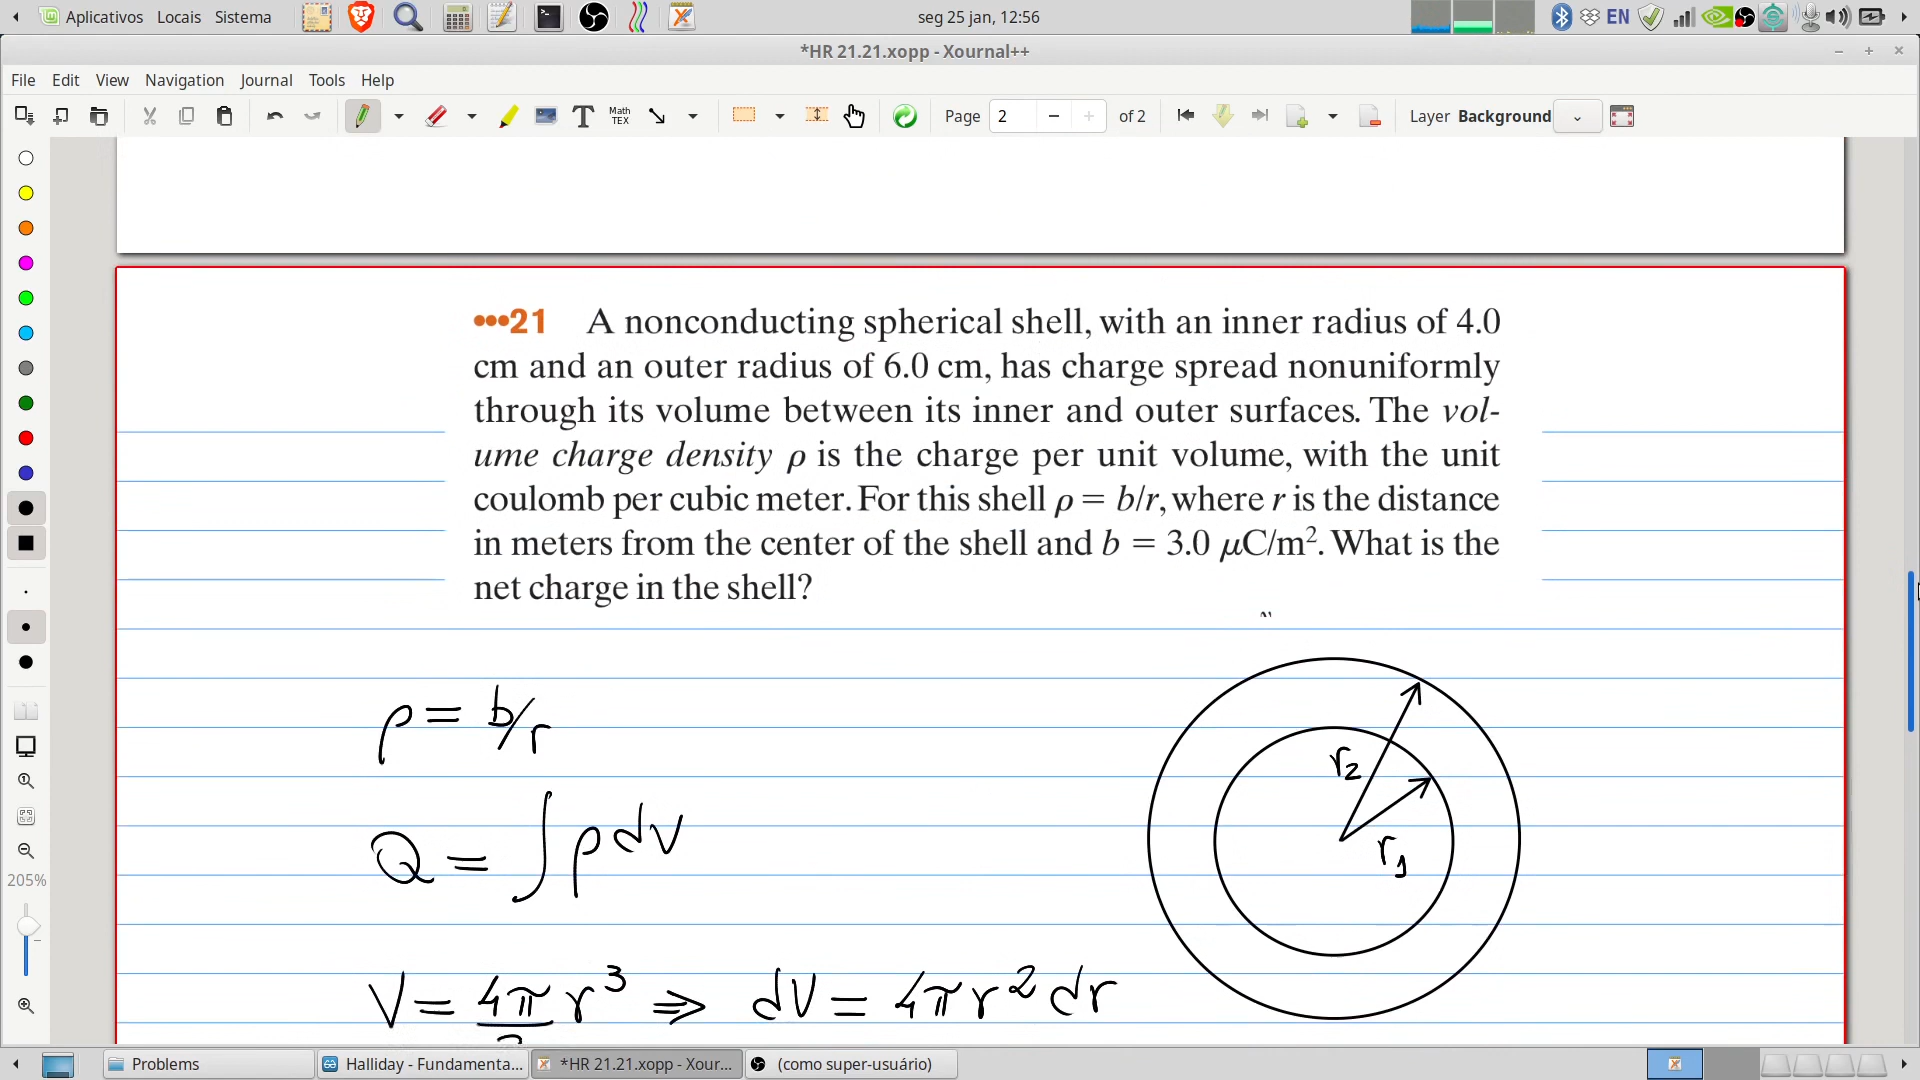 Aplicativos Locais Sistema
seg 25 jan, 12:56
EN
*HR 21.21.xopp - Xournal++
File Edit View Navigation Journal Tools Help
T Math TEX
Page 2 of 2
Layer Background
•••21 A nonconducting spherical shell, with an inner radius of 4.0
cm and an outer radius of 6.0 cm, has charge spread nonuniformly
through its volume between its inner and outer surfaces. The vol-
ume charge density ρ is the charge per unit volume, with the unit
coulomb per cubic meter. For this shell ρ = b/r, where r is the distance
in meters from the center of the shell and b = 3.0 μC/m². What is the
net charge in the shell?
ρ = b/r
r2
r1
Q = ∫ρdV
V = 4π r³ ⇒ dV = 4πr²dr
205%
Problems
Halliday - Fundamenta...
*HR 21.21.xopp - Xour...
(como super-usuário)